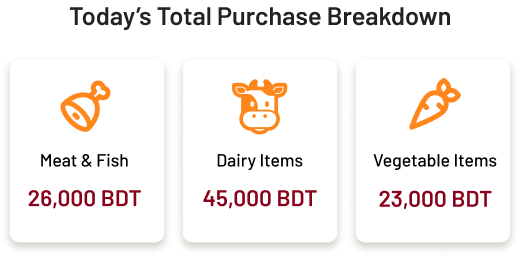 Today’s Total Purchase Breakdown
Meat & Fish
26,000 BDT
Dairy Items
45,000 BDT
Vegetable Items
23,000 BDT